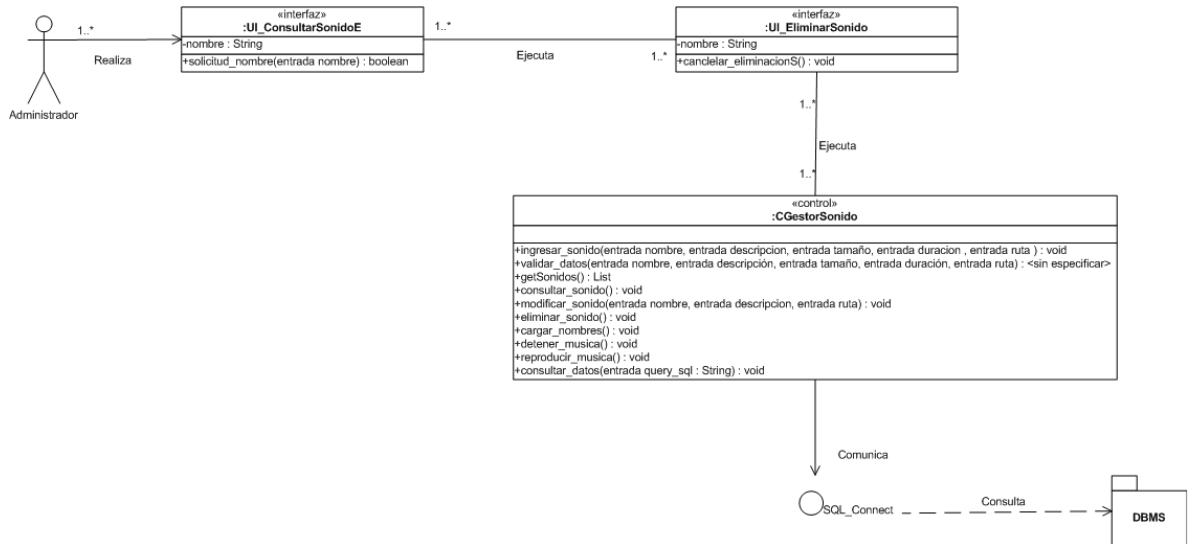 «interfaz»
:UI_ConsultarSonidoE
-nombre : String
+solicitud_nombre(entrada nombre) : boolean
1..*
Realiza
Administrador
1..*
Ejecuta
1..*
«interfaz»
:UI_EliminarSonido
-nombre : String
+canclelar_eliminacionS() : void
1..*
Ejecuta
1..*
«control»
:CGestorSonido
+ingresar_sonido(entrada nombre, entrada descripcion, entrada tamaño, entrada duracion , entrada ruta ) : void
+validar_datos(entrada nombre, entrada descripción, entrada tamaño, entrada duración, entrada ruta) : <sin especificar>
+getSonidos() : List
+consultar_sonido() : void
+modificar_sonido(entrada nombre, entrada descripcion, entrada ruta) : void
+eliminar_sonido() : void
+cargar_nombres() : void
+detener_musica() : void
+reproducir_musica() : void
+consultar_datos(entrada query_sql : String) : void
Comunica
SQL_Connect
Consulta
DBMS